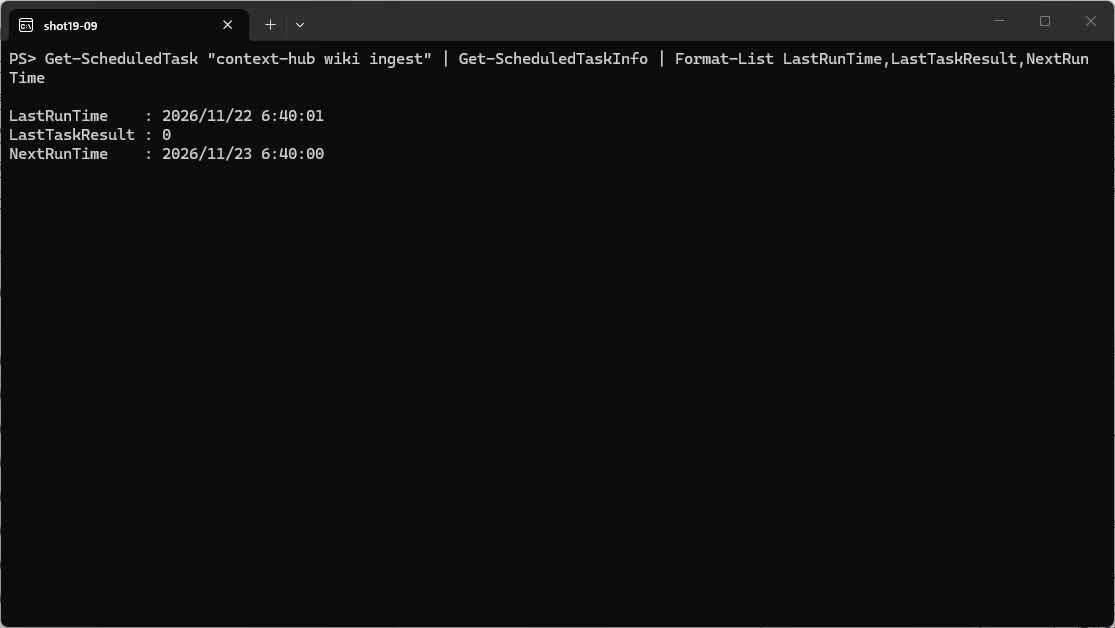 shot19-09
PS> Get-ScheduledTask "context-hub wiki ingest" | Get-ScheduledTaskInfo | Format-List LastRunTime,LastTaskResult,NextRun
Time
LastRunTime    : 2026/11/22 6:40:01
LastTaskResult : 0
NextRunTime    : 2026/11/23 6:40:00